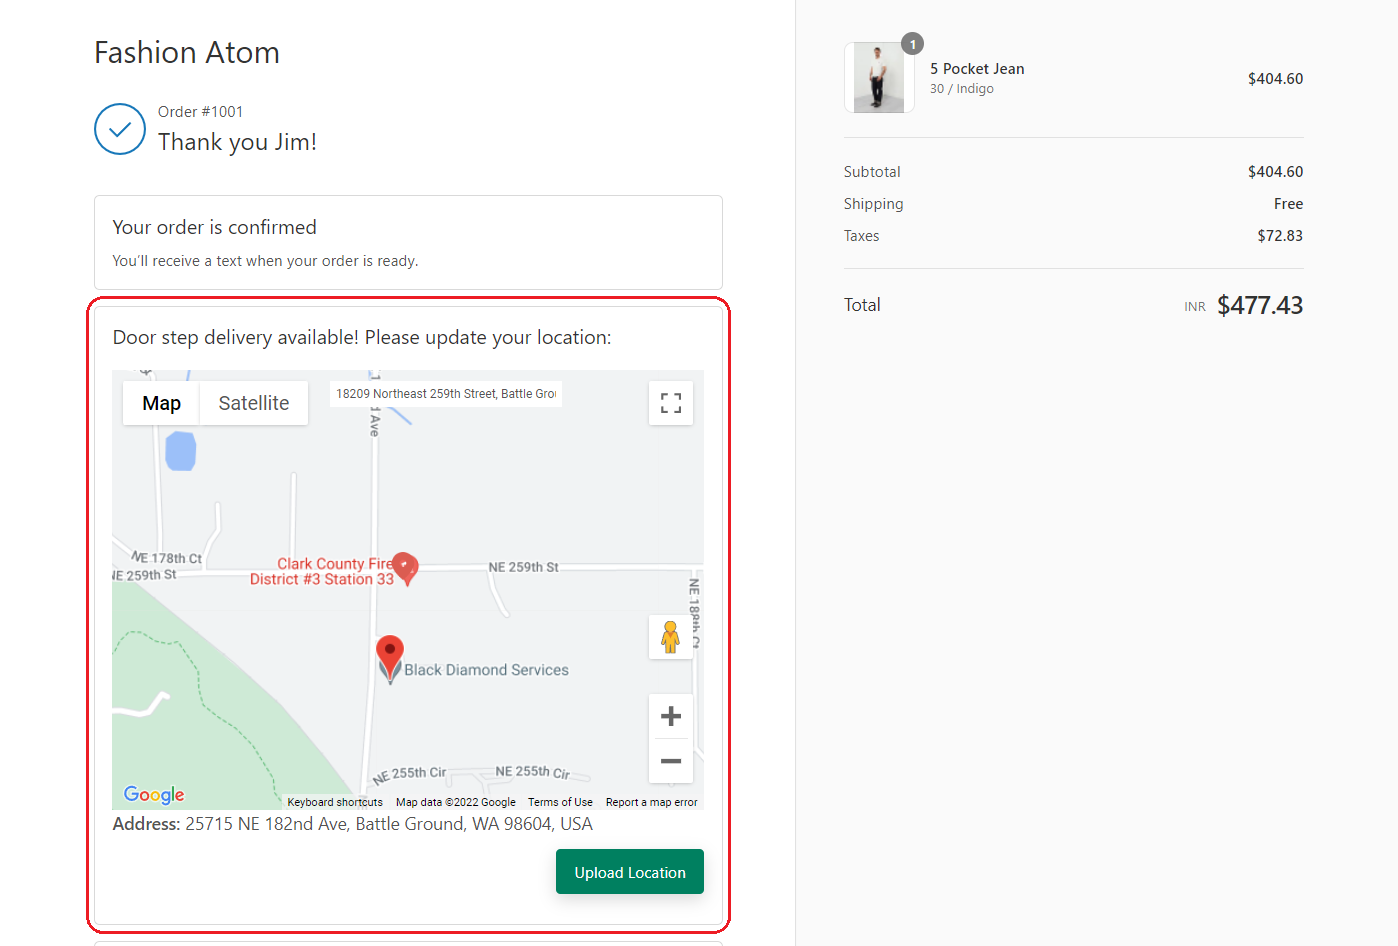 Fashion Atom
Order #1001
Thank you Jim!
Your order is confirmed
You'll receive a text when your order is ready.
Door step delivery available! Please update your location:
Map
Satellite
18209 Northeast 259th Street, Battle Grou
Ave
NE 178th Ct
NE 259th St
Clark County Fire
District #3 Station 33
NE 259th St
NE 188th Ct
Black Diamond Services
NE 255th Cir
NE 255th Cir
Google
Keyboard shortcuts
Map data ©2022 Google
Terms of Use
Report a map error
Address: 25715 NE 182nd Ave, Battle Ground, WA 98604, USA
Upload Location
1
5 Pocket Jean
30 / Indigo
$404.60
Subtotal
$404.60
Shipping
Free
Taxes
$72.83
Total
INR $477.43